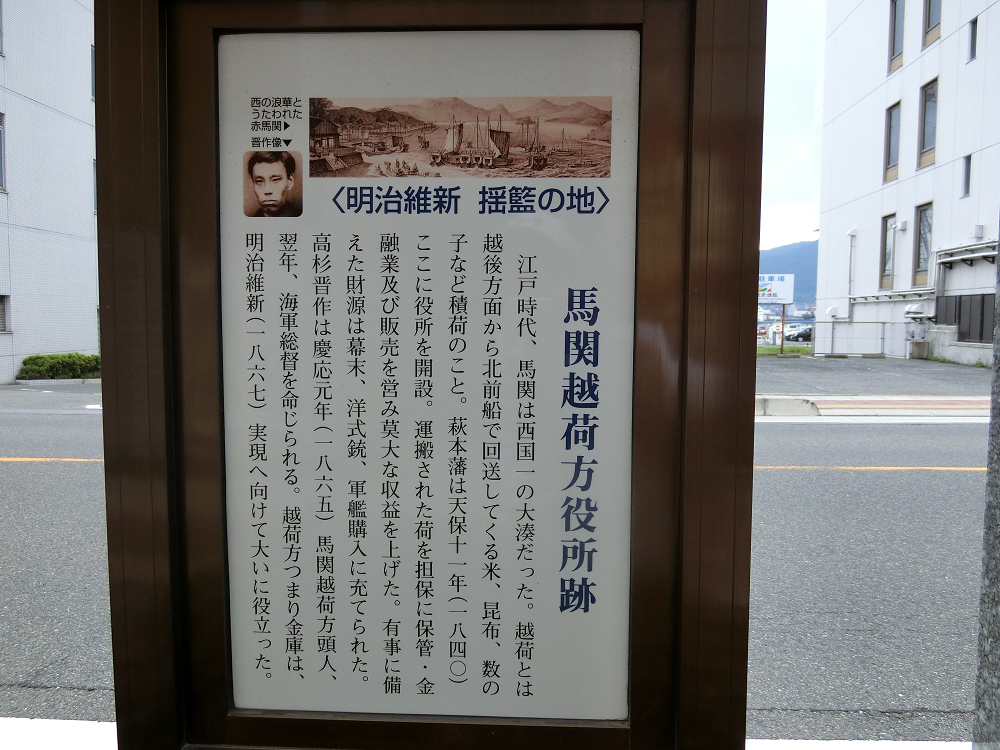 西の浪華と
うたわれた
赤馬関▶
晋作像▼
〈明治維新 揺籃の地〉
馬関越荷方役所跡
江戸時代、馬関は西国一の大湊だった。越荷とは
越後方面から北前船で回送してくる米、昆布、数の
子など積荷のこと。萩本藩は天保十一年(一八四〇)
ここに役所を開設。運搬された荷を担保に保管・金
融業及び販売を営み莫大な収益を上げた。有事に備
えた財源は幕末、洋式銃、軍艦購入に充てられた。
高杉晋作は慶応元年(一八六五)馬関越荷方頭人、
翌年、海軍総督を命じられる。越荷方つまり金庫は、
明治維新(一八六七)実現へ向けて大いに役立った。
駐車場